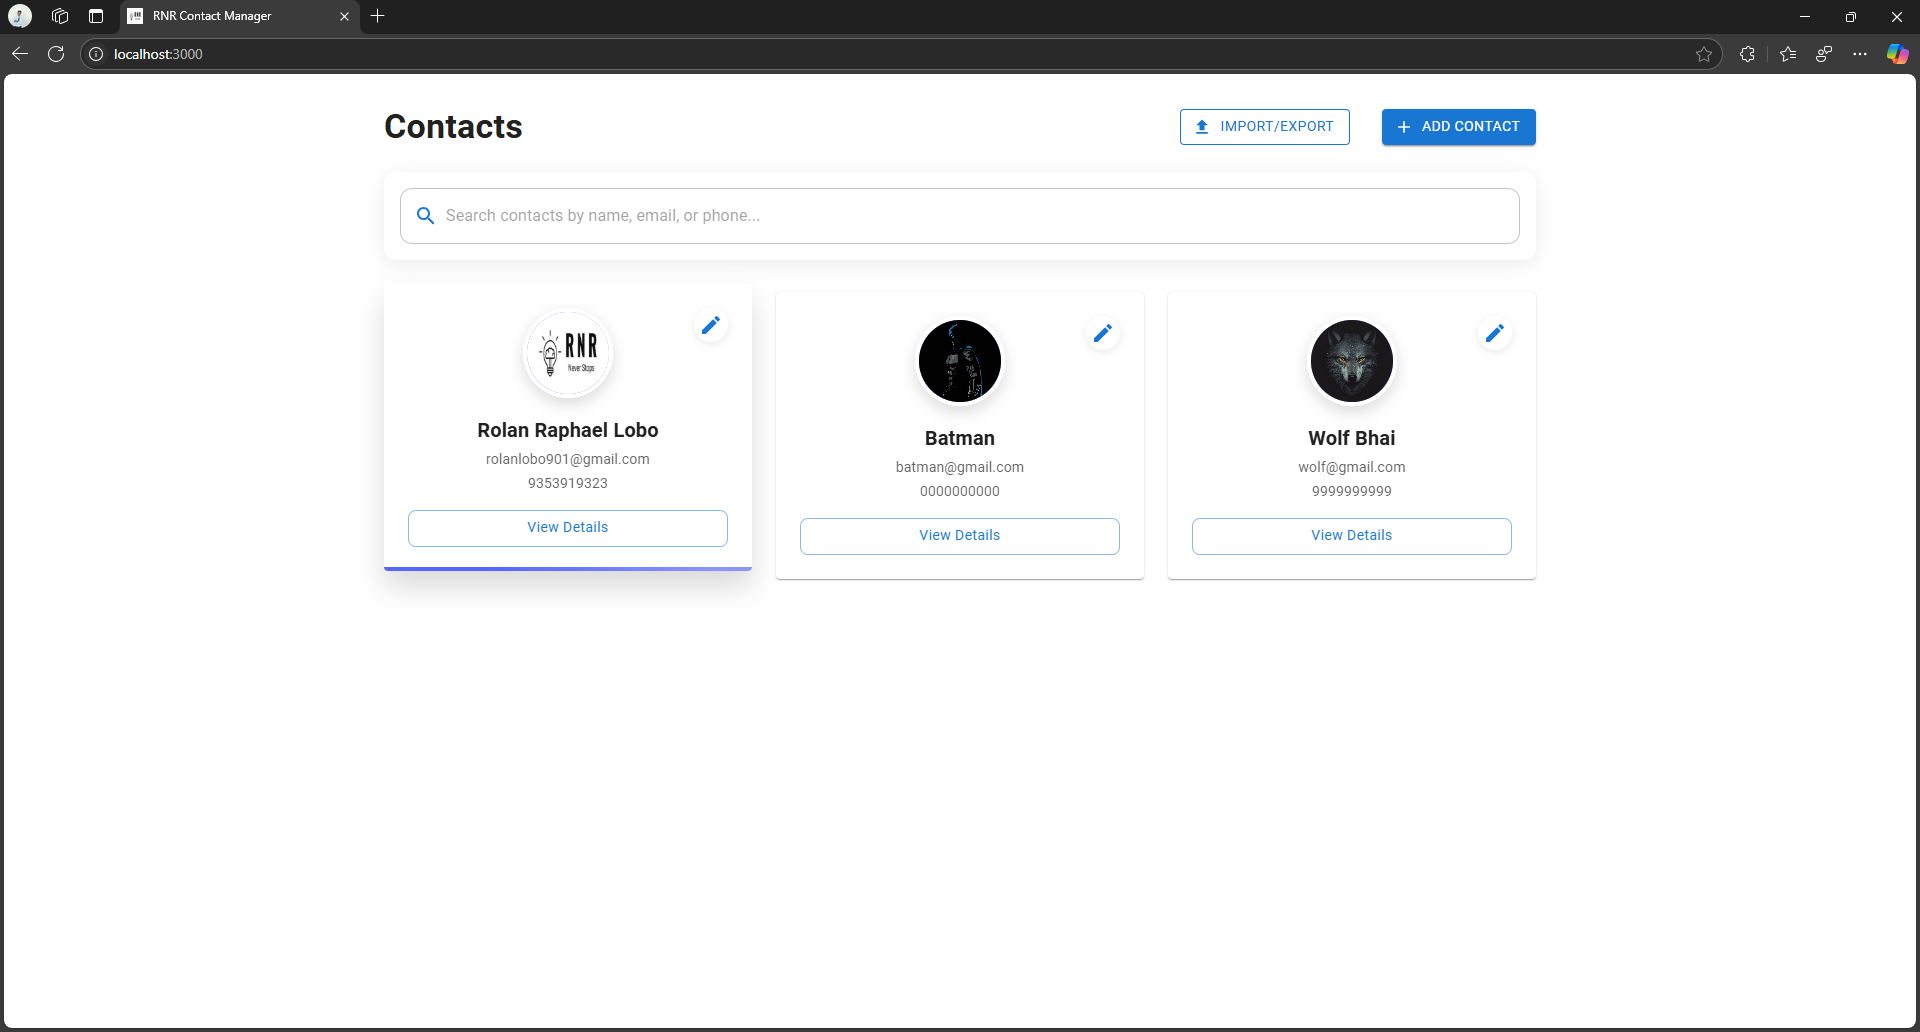 RNR Contact Manager
localhost:3000
Contacts
IMPORT/EXPORT
ADD CONTACT
Search contacts by name, email, or phone...
RNR
Never Stops
Rolan Raphael Lobo
rolanlobo901@gmail.com
9353919323
View Details
Batman
batman@gmail.com
0000000000
View Details
Wolf Bhai
wolf@gmail.com
9999999999
View Details